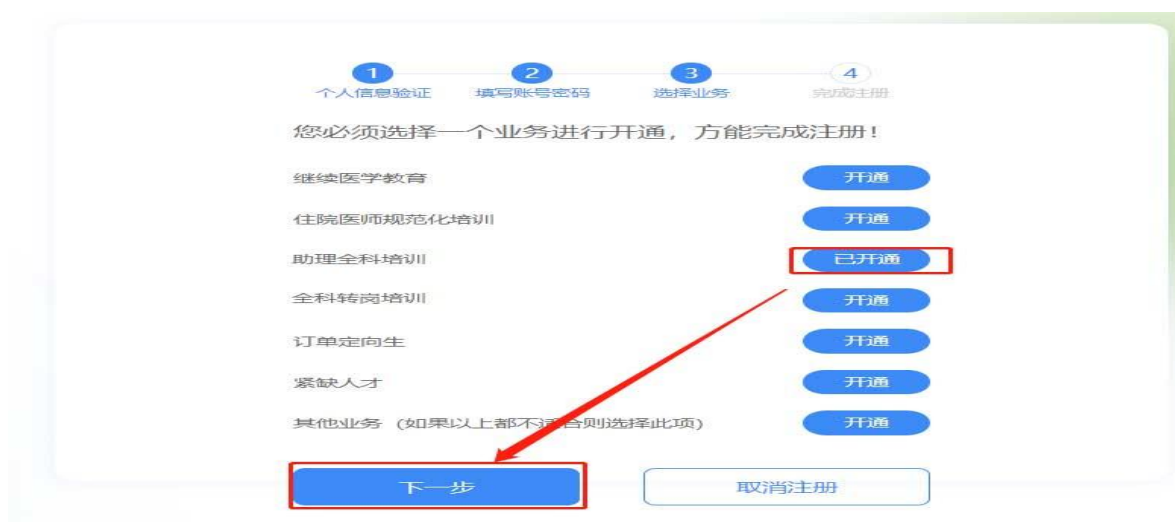 1 2 3 4
个人信息验证 填写账号密码 选择业务 完成注册
您必须选择一个业务进行开通，方能完成注册！
继续医学教育 开通
住院医师规范化培训 开通
助理全科培训 已开通
全科转岗培训 开通
订单定向生 开通
紧缺人才 开通
其他业务（如果以上都不适合则选择此项） 开通
下一步 取消注册